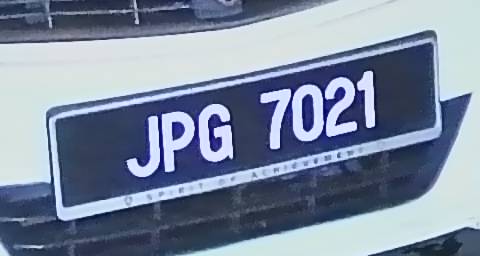 JPG 7021
SPIRIT OF ACHIEVEMENT